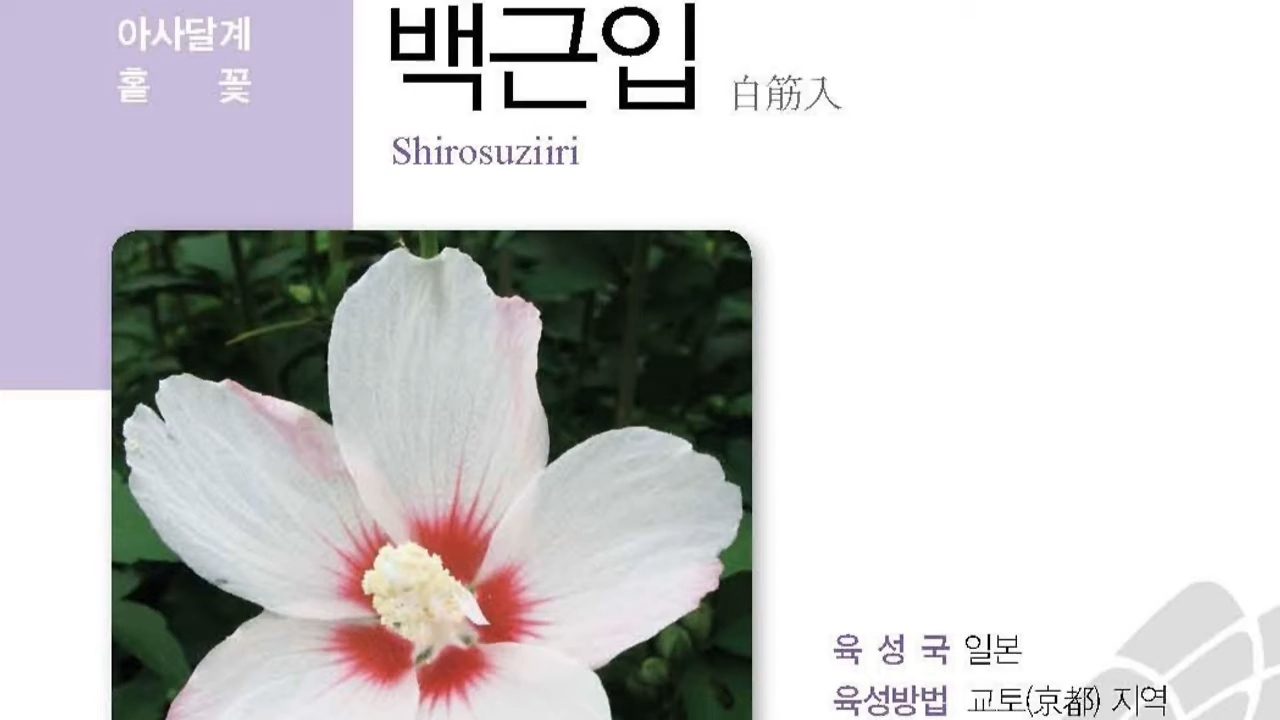 아사달계
홑 꽃
백근입 白筋入
Shirosuziiri
육 성 국 일본
육성방법 교토(京都) 지역